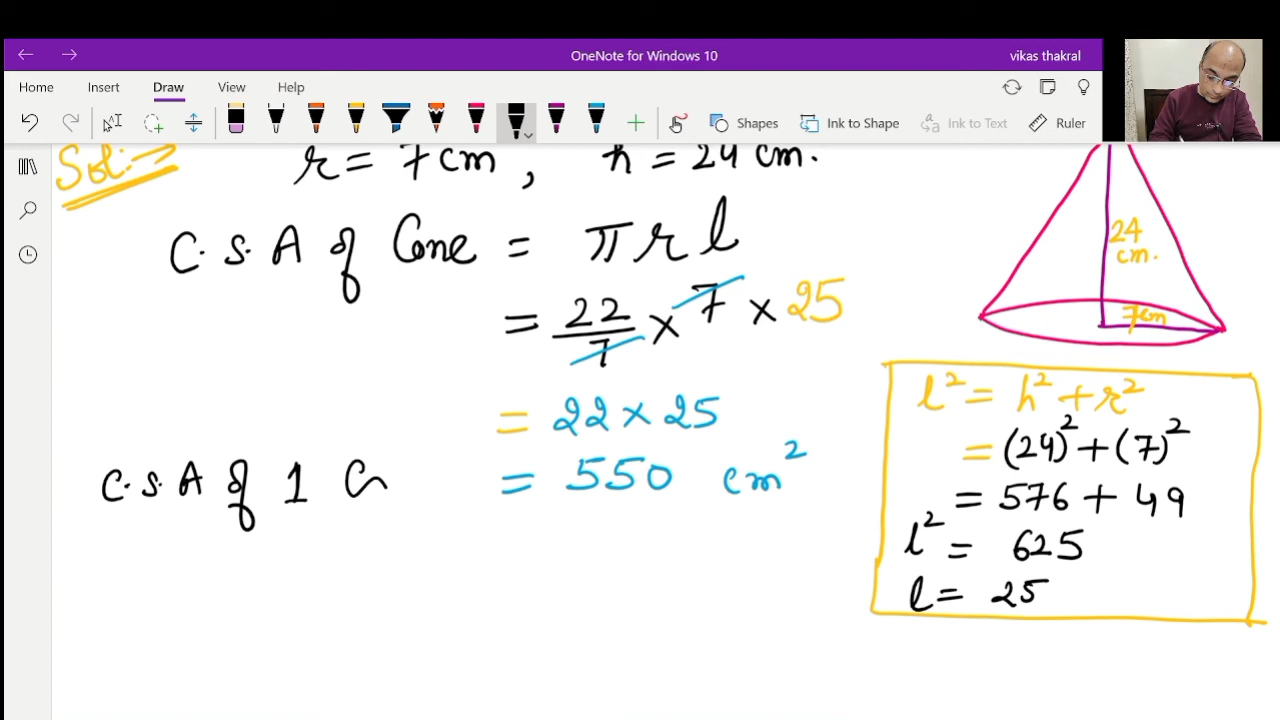 OneNote for Windows 10
vikas thakral
Home Insert Draw View Help
Shapes Ink to Shape Ink to Text Ruler
Sol:-
r = 7 cm, h = 24 cm.
C.S.A of Cone = πrl
= 22/7 × 7 × 25
= 22 × 25
C.S.A of 1 = 550 cm²
24
cm.
7cm
l² = h² + r²
= (24)² + (7)²
= 576 + 49
l² = 625
l = 25